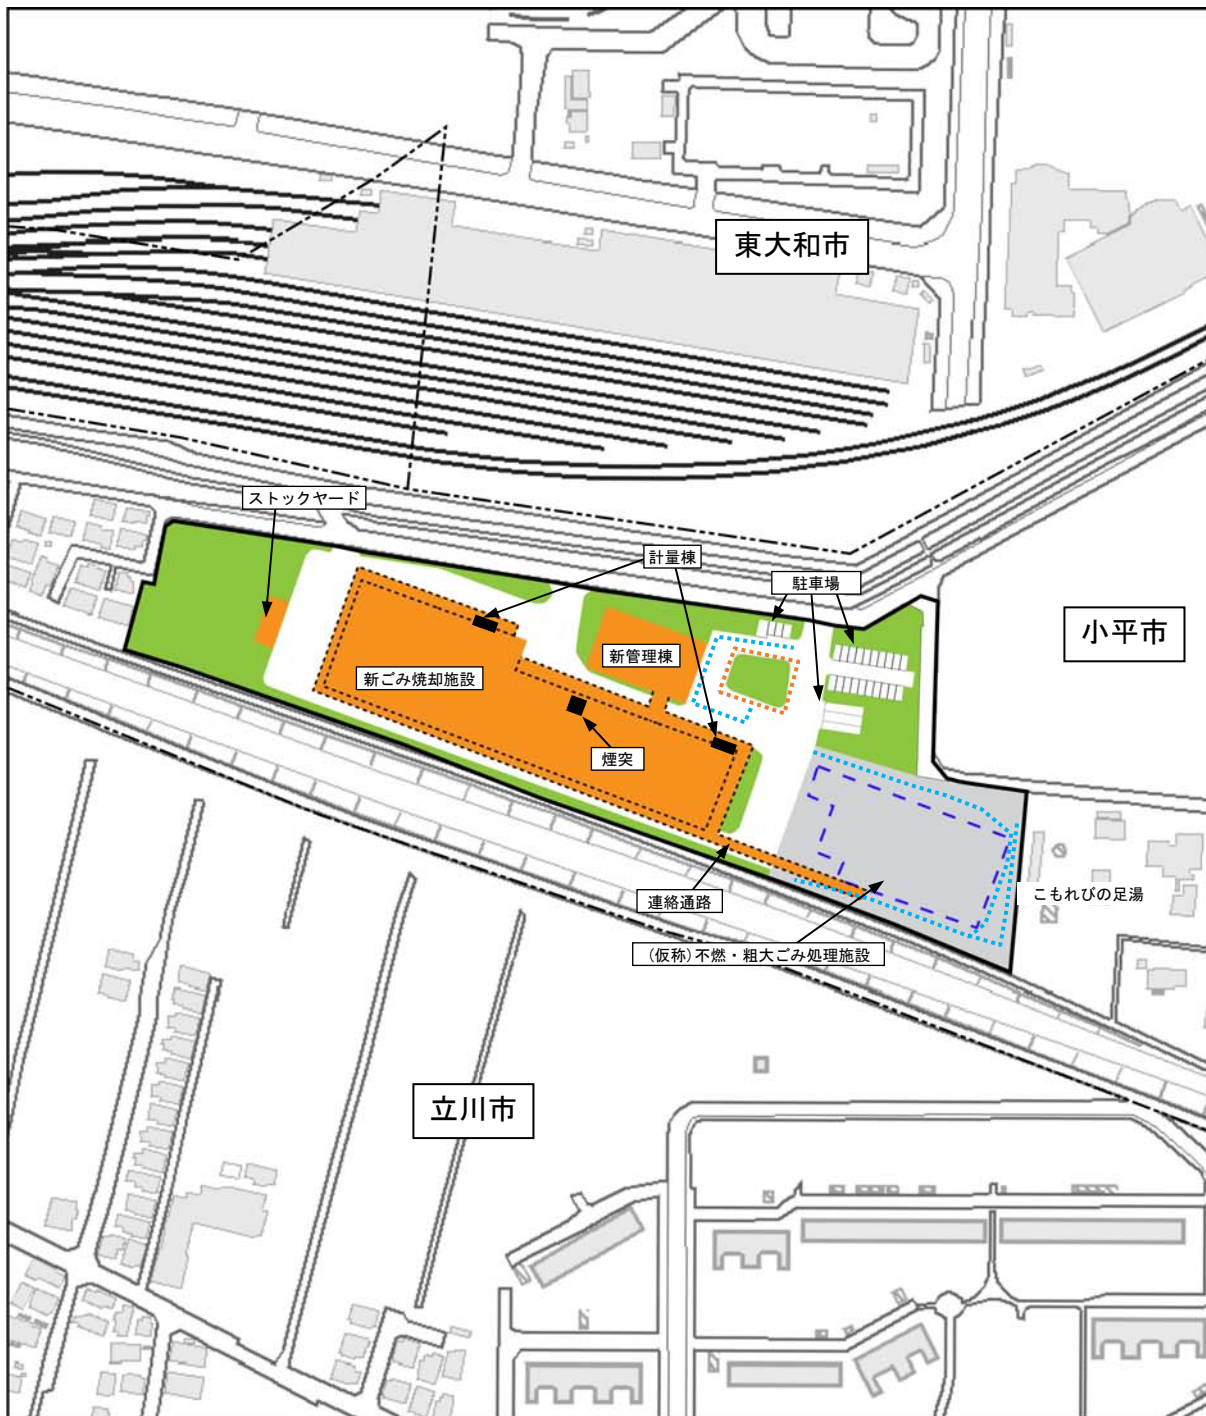 東大和市
ストックヤード
計量棟
駐車場
小平市
新管理棟
新ごみ焼却施設
煙突
こもれびの足湯
連絡通路
(仮称)不燃・粗大ごみ処理施設
立川市